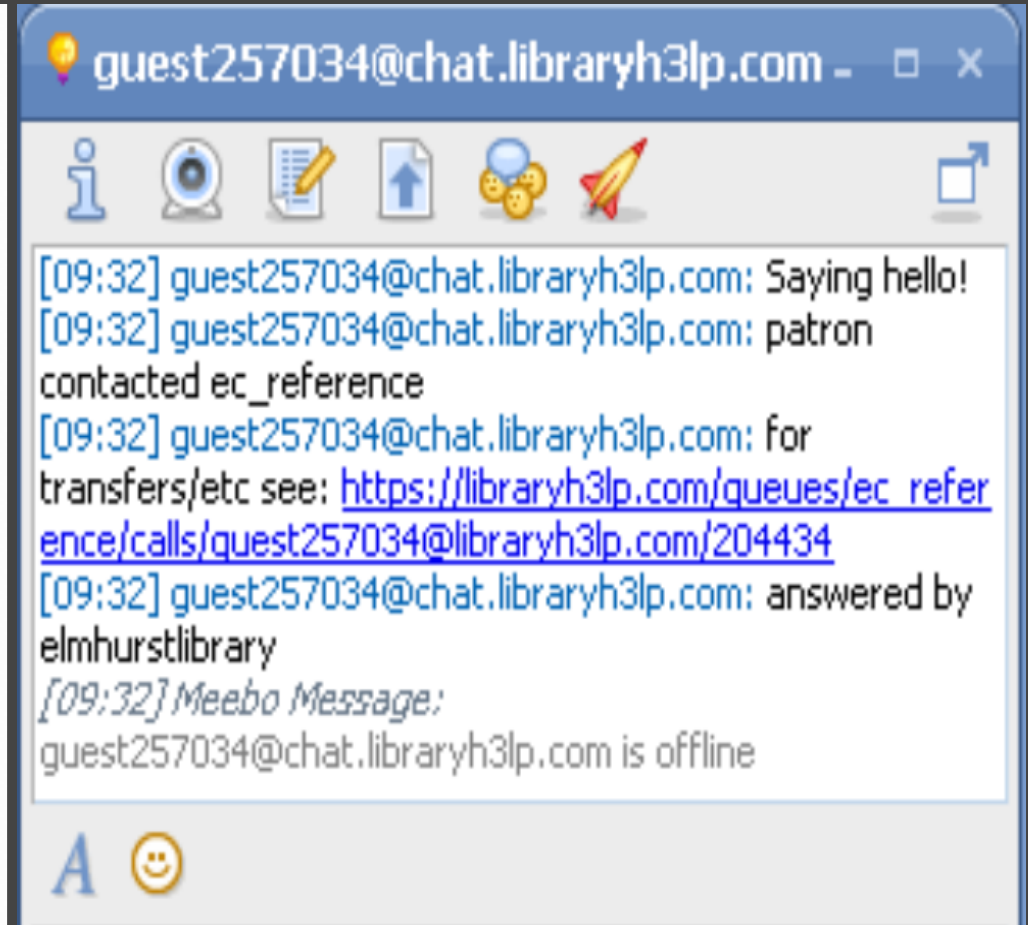 guest257034@chat.libraryh3lp.com -
[09:32] guest257034@chat.libraryh3lp.com: Saying hello!
[09:32] guest257034@chat.libraryh3lp.com: patron
contacted ec_reference
[09:32] guest257034@chat.libraryh3lp.com: for
transfers/etc see: https://libraryh3lp.com/queues/ec_refer
ence/calls/guest257034@libraryh3lp.com/204434
[09:32] guest257034@chat.libraryh3lp.com: answered by
elmhurstlibrary
[09:32] Meebo Message:
guest257034@chat.libraryh3lp.com is offline
A